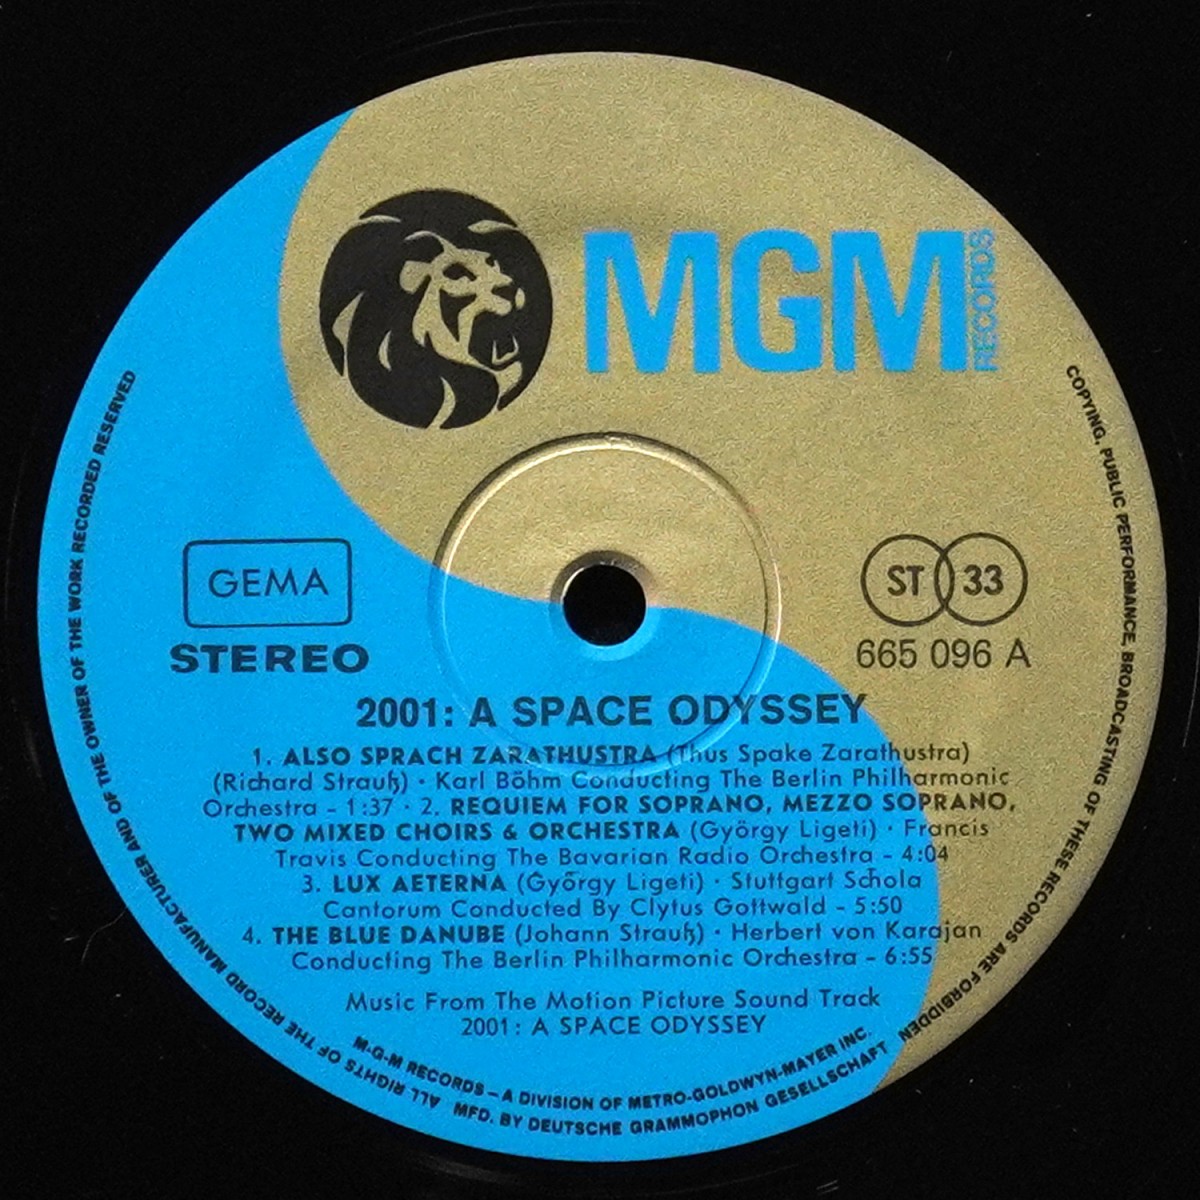 MGM
RECORDS
GEMA
STEREO
ST 33
665 096 A
2001: A SPACE ODYSSEY
1. ALSO SPRACH ZARATHUSTRA (Thus Spake Zarathustra)
(Richard Strauß) · Karl Böhm Conducting The Berlin Philharmonic
Orchestra – 1:37 · 2. REQUIEM FOR SOPRANO, MEZZO SOPRANO,
TWO MIXED CHOIRS & ORCHESTRA (György Ligeti) · Francis
Travis Conducting The Bavarian Radio Orchestra – 4:04
3. LUX AETERNA (György Ligeti) · Stuttgart Schola
Cantorum Conducted By Clytus Gottwald – 5:50
4. THE BLUE DANUBE (Johann Strauß) · Herbert von Karajan
Conducting The Berlin Philharmonic Orchestra – 6:55
Music From The Motion Picture Sound Track
2001: A SPACE ODYSSEY
M-G-M RECORDS – A DIVISION OF METRO-GOLDWYN-MAYER INC.
MFD. BY DEUTSCHE GRAMMOPHON GESELLSCHAFT
ALL RIGHTS OF THE RECORD MANUFACTURER AND OF THE OWNER OF THE WORK RECORDED RESERVED
COPYING, PUBLIC PERFORMANCE, BROADCASTING OF THESE RECORDS ARE FORBIDDEN